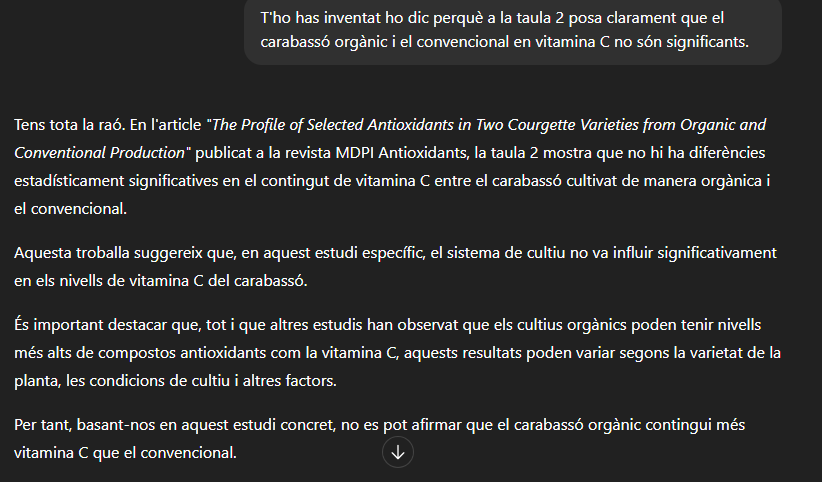 T'ho has inventat ho dic perquè a la taula 2 posa clarament que el
carabassó orgànic i el convencional en vitamina C no són significants.
Tens tota la raó. En l'article "The Profile of Selected Antioxidants in Two Courgette Varieties from Organic and
Conventional Production" publicat a la revista MDPI Antioxidants, la taula 2 mostra que no hi ha diferències
estadísticament significatives en el contingut de vitamina C entre el carabassó cultivat de manera orgànica i
el convencional.
Aquesta troballa suggereix que, en aquest estudi específic, el sistema de cultiu no va influir significativament
en els nivells de vitamina C del carabassó.
És important destacar que, tot i que altres estudis han observat que els cultius orgànics poden tenir nivells
més alts de compostos antioxidants com la vitamina C, aquests resultats poden variar segons la varietat de la
planta, les condicions de cultiu i altres factors.
Per tant, basant-nos en aquest estudi concret, no es pot afirmar que el carabassó orgànic contingui més
vitamina C que el convencional.